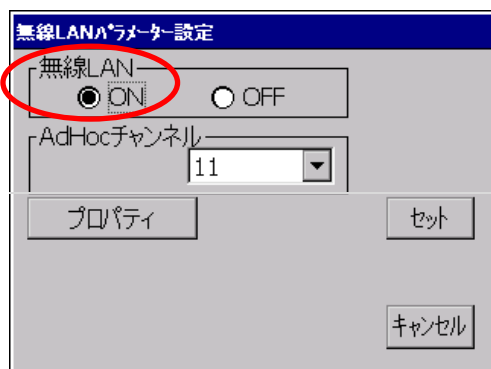 無線LANﾊﾟﾗﾒｰﾀｰ設定
無線LAN
ON OFF
AdHocチャンネル
11
プロパティ セット
キャンセル